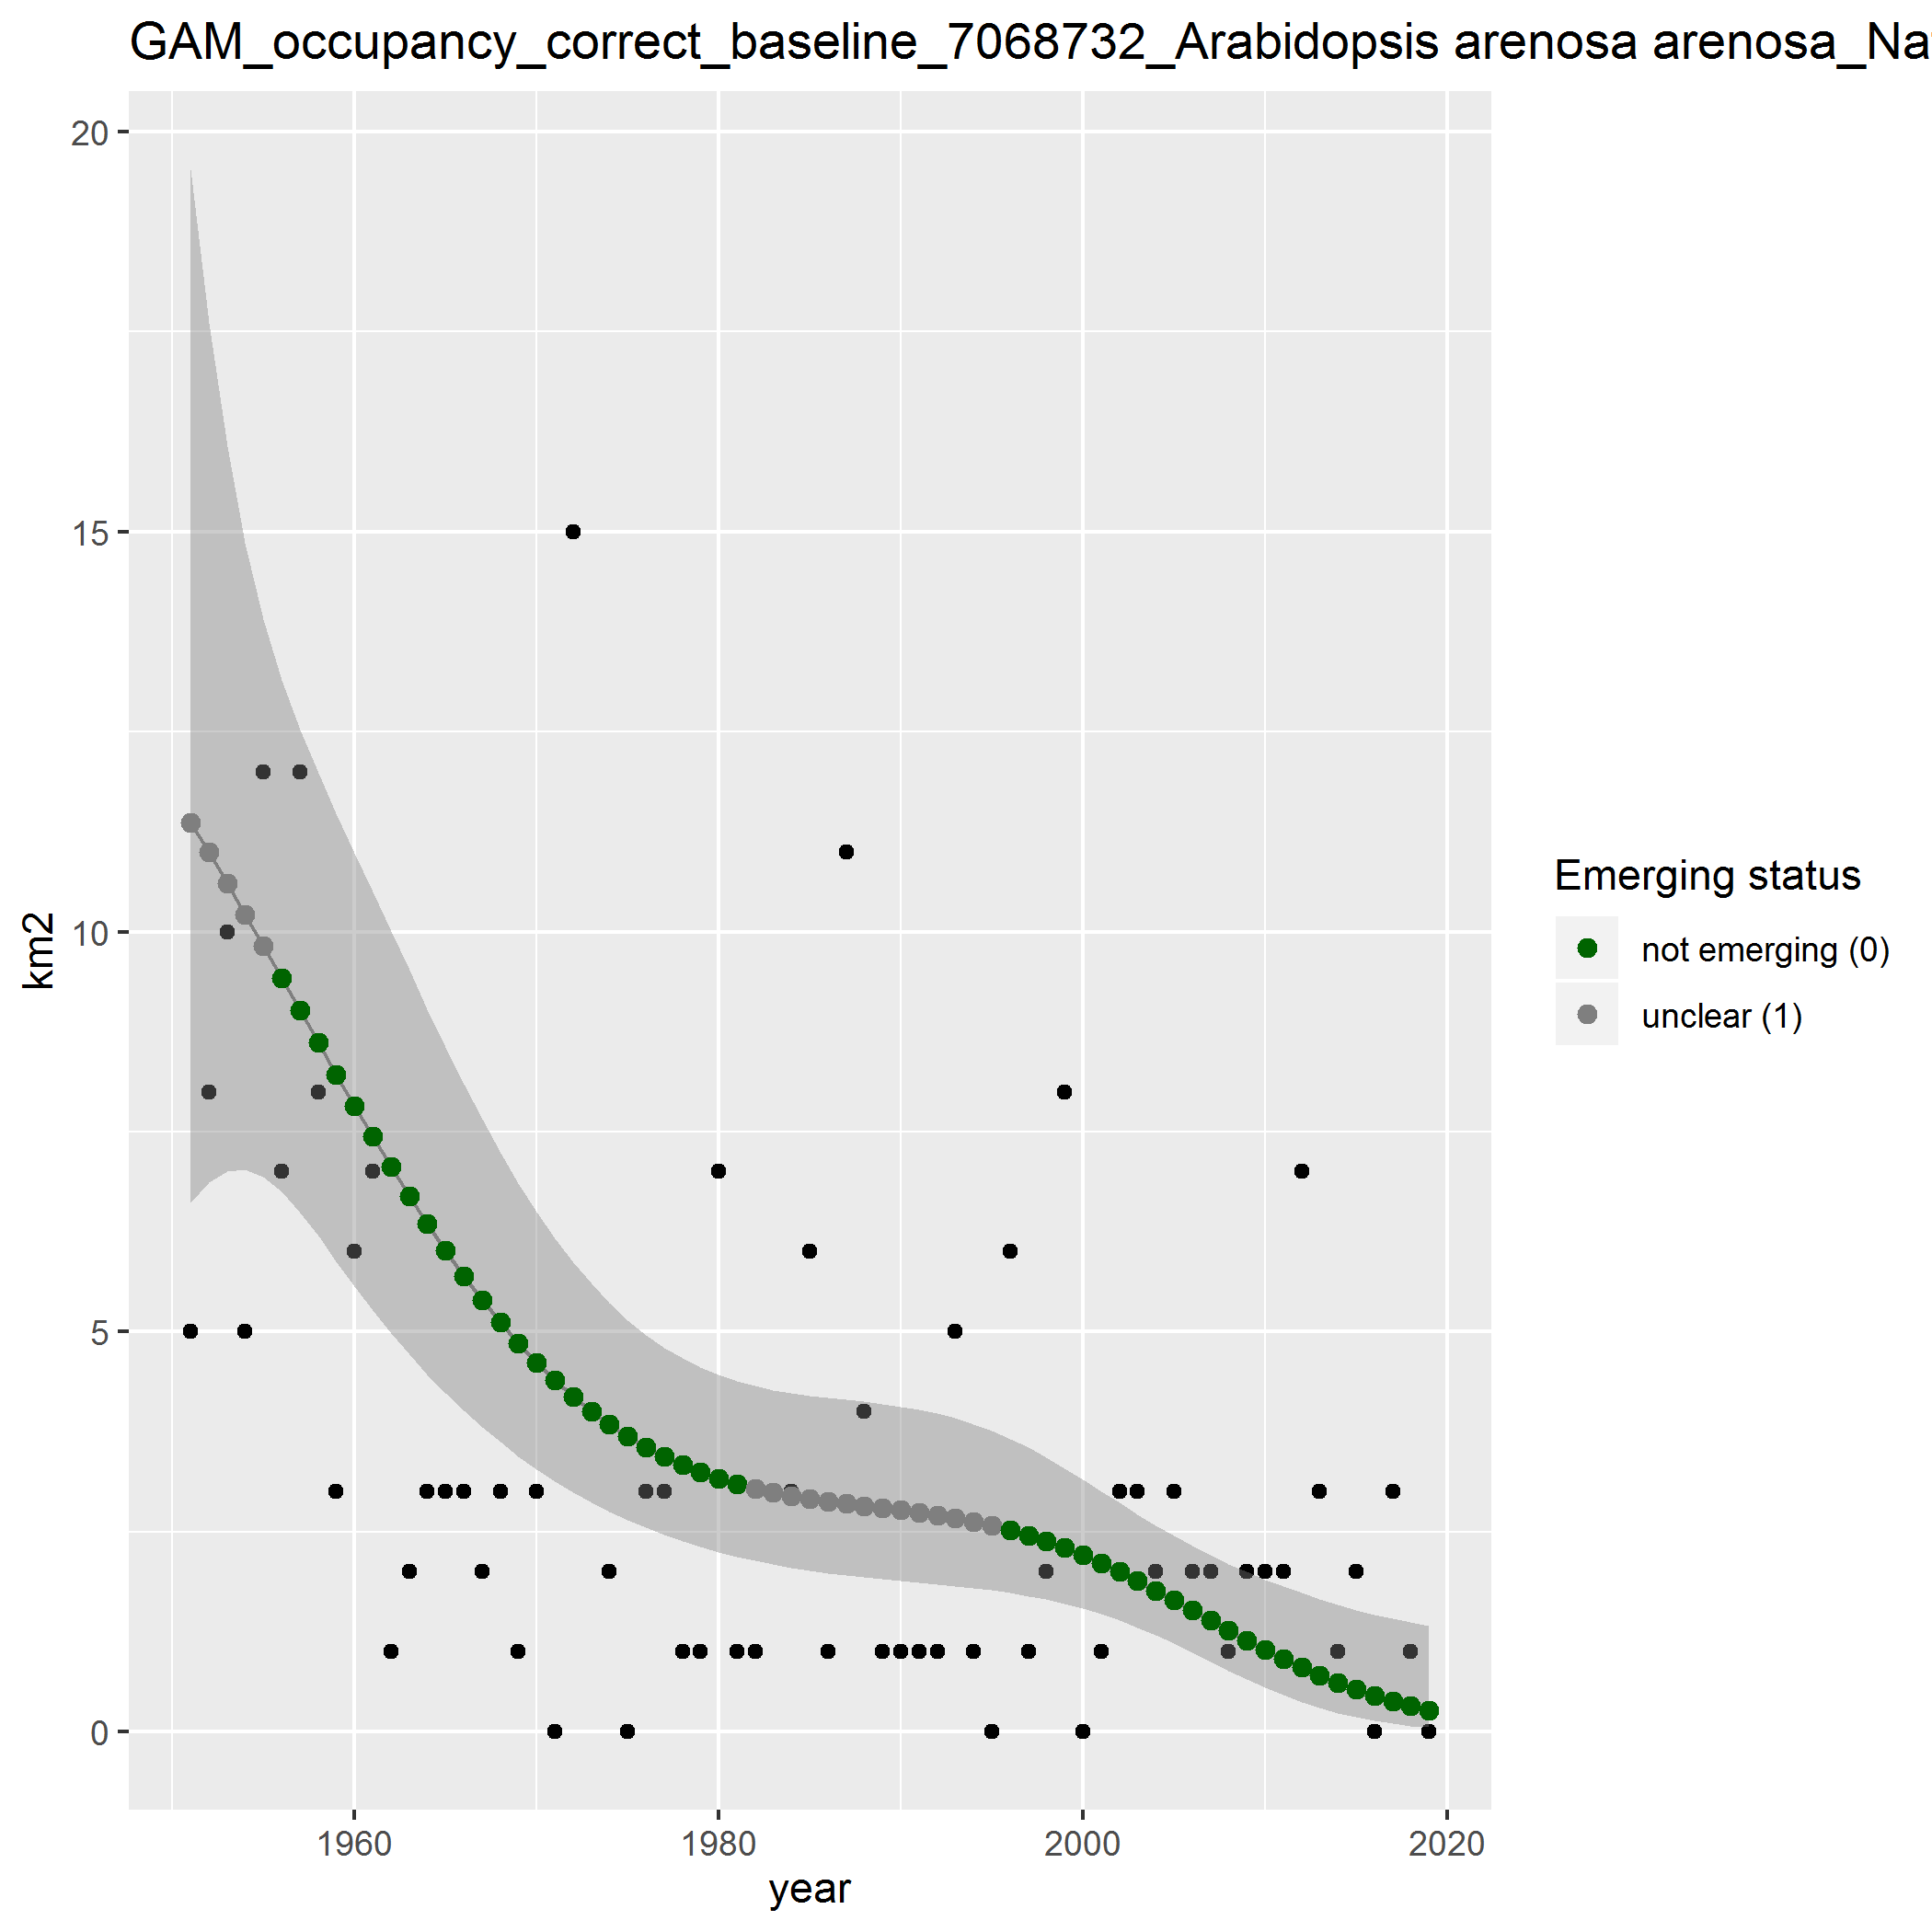 GAM_occupancy_correct_baseline_7068732_Arabidopsis arenosa arenosa_Na
20
15
10
5
0
km2
1960
1980
2000
2020
year
Emerging status
not emerging (0)
unclear (1)